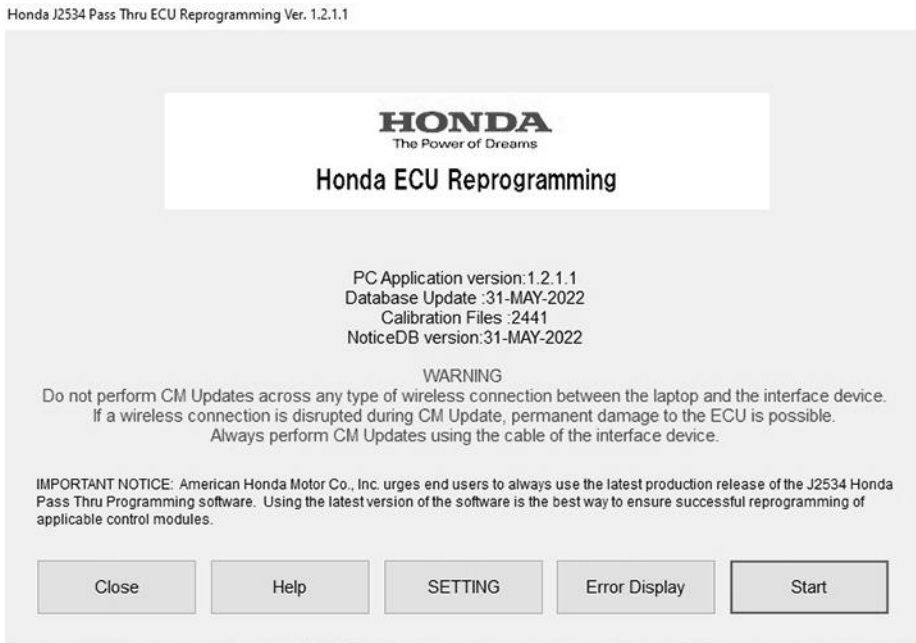 Honda J2534 Pass Thru ECU Reprogramming Ver. 1.2.1.1
HONDA
The Power of Dreams
Honda ECU Reprogramming
PC Application version:1.2.1.1
Database Update :31-MAY-2022
Calibration Files :2441
NoticeDB version:31-MAY-2022
WARNING
Do not perform CM Updates across any type of wireless connection between the laptop and the interface device.
If a wireless connection is disrupted during CM Update, permanent damage to the ECU is possible.
Always perform CM Updates using the cable of the interface device.
IMPORTANT NOTICE: American Honda Motor Co., Inc. urges end users to always use the latest production release of the J2534 Honda
Pass Thru Programming software. Using the latest version of the software is the best way to ensure successful reprogramming of
applicable control modules.
Close Help SETTING Error Display Start